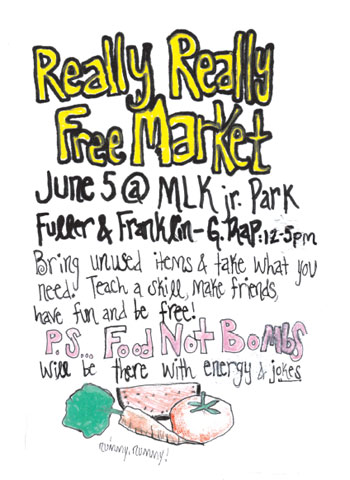 Really Really
Free Market
June 5 @ MLK jr. Park
Fuller & Franklin - G. Rap: 12-5pm
Bring unused items & take what you
need. Teach a skill, make friends,
have fun and be free!
P.S... Food Not Bombs
will be there with energy & jokes
nummy. nummy!